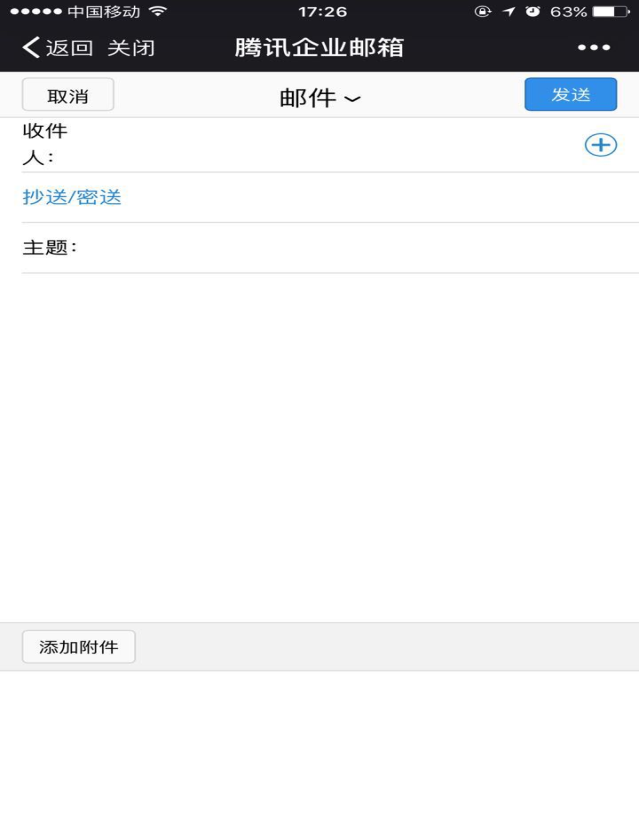 中国移动 17:26 63%
返回 关闭 腾讯企业邮箱
取消 邮件 发送
收件
人:
抄送/密送
主题:
添加附件